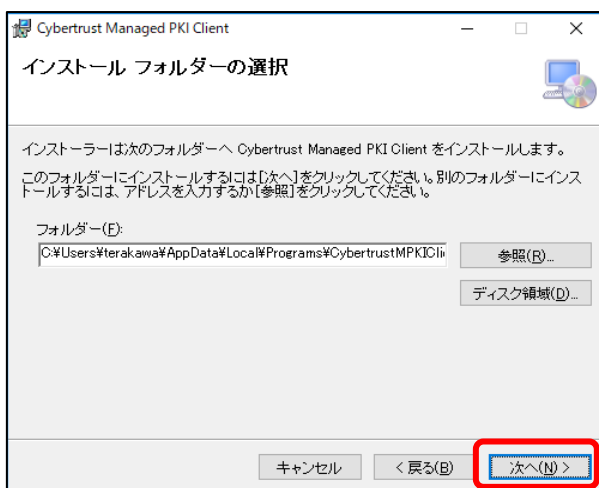 Cybertrust Managed PKI Client
インストール フォルダーの選択
インストーラーは次のフォルダーへ Cybertrust Managed PKI Client をインストールします。
このフォルダーにインストールするには[次へ]をクリックしてください。別のフォルダーにインス
トールするには、アドレスを入力するか[参照]をクリックしてください。
フォルダー(F):
C:¥Users¥terakawa¥AppData¥Local¥Programs¥CybertrustMPKICli
参照(R)...
ディスク領域(D)...
キャンセル
< 戻る(B)
次へ(N) >